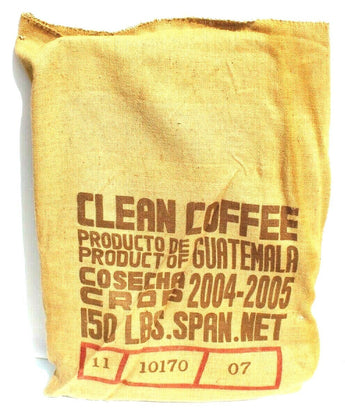 CLEAN COFFEE
PRODUCTO DE
PRODUCT OF GUATEMALA
COSECHA
CROP 2004-2005
150 LBS.SPAN.NET
11 10170 07